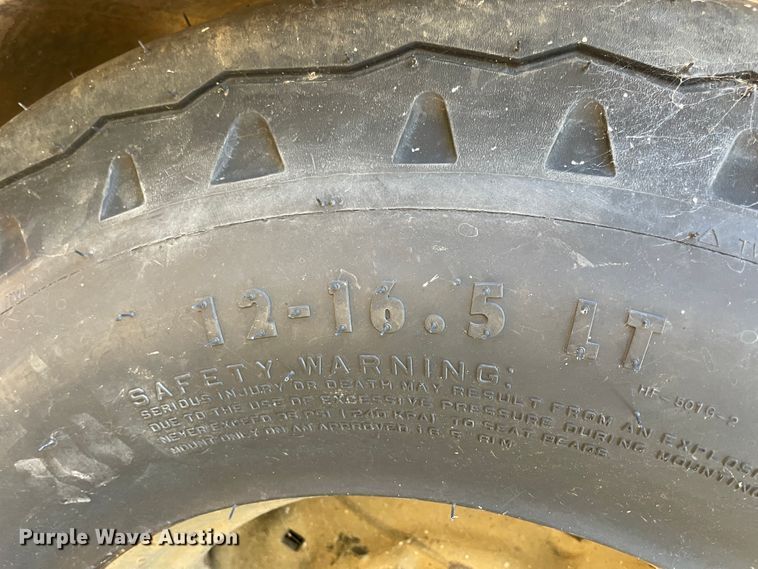 12-16.5 LT
SAFETY WARNING:
SERIOUS INJURY OR DEATH MAY RESULT FROM AN EXPLOSI
DUE TO THE USE OF EXCESSIVE PRESSURE DURING MOUNTING
NEVER EXCEED 35 PSI (240 KPA) TO SEAT BEADS
MOUNT ONLY ON AN APPROVED 16.5" RIM
HF-8019-2
Purple Wave Auction